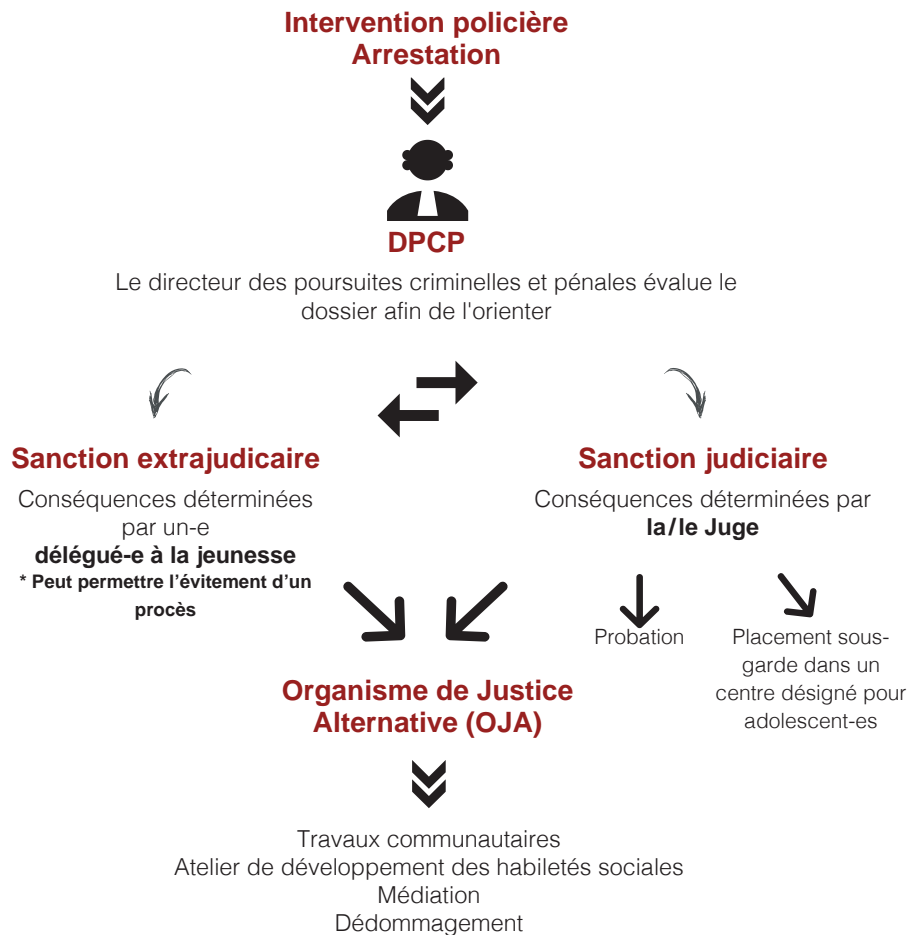 Intervention policière
Arrestation
DPCP
Le directeur des poursuites criminelles et pénales évalue le
dossier afin de l'orienter
Sanction extrajudicaire
Conséquences déterminées
par un-e
délégué-e à la jeunesse
* Peut permettre l’évitement d’un
procès
Sanction judiciaire
Conséquences déterminées par
la/le Juge
Probation
Placement sous-
garde dans un
centre désigné pour
adolescent-es
Organisme de Justice
Alternative (OJA)
Travaux communautaires
Atelier de développement des habiletés sociales
Médiation
Dédommagement